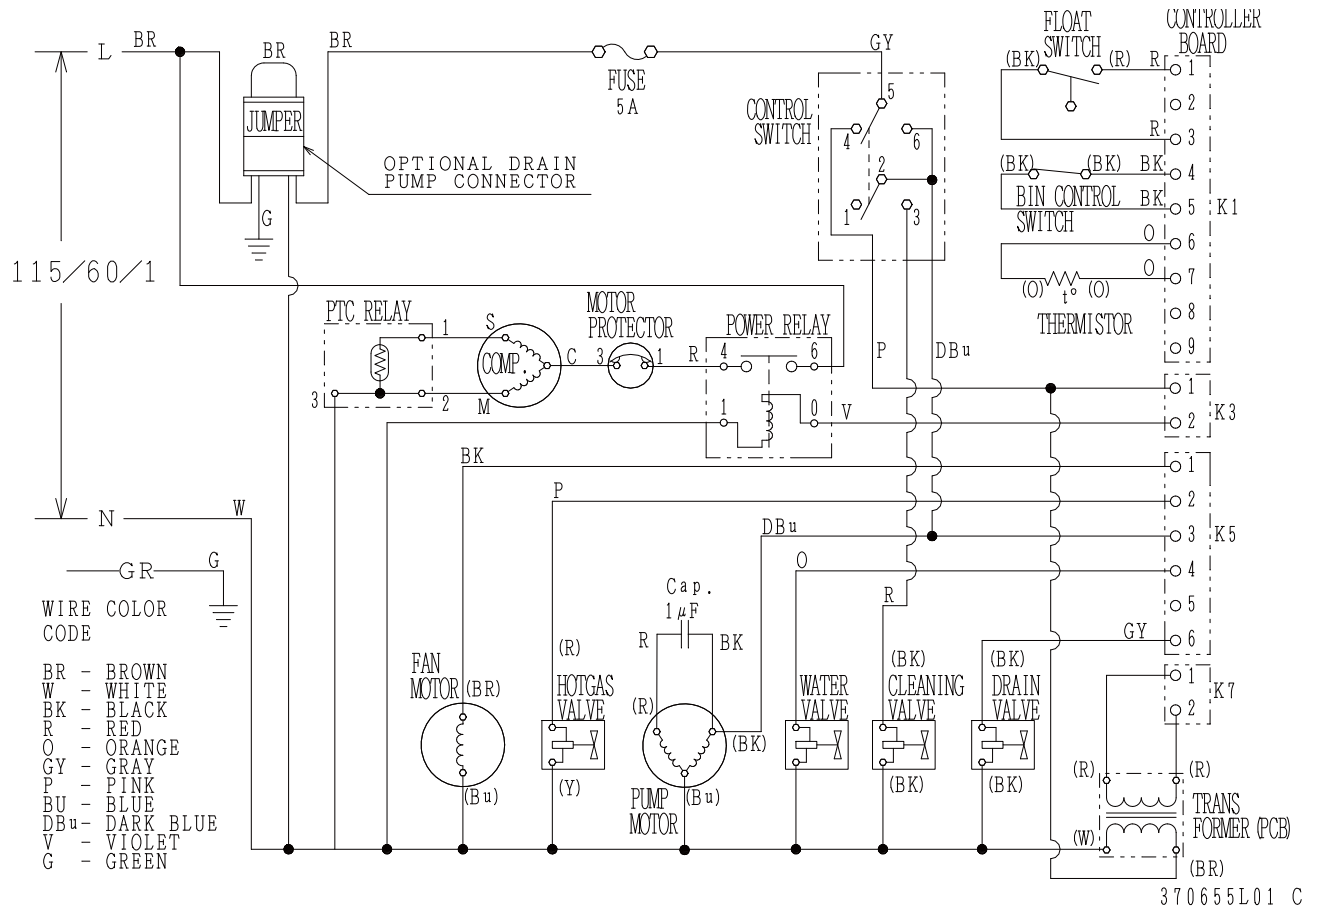 FLOAT
SWITCH
CONTROLLER
BOARD
L
BR
BR
BR
GY
FUSE
5A
JUMPER
OPTIONAL DRAIN
PUMP CONNECTOR
G
CONTROL
SWITCH
5
4
6
2
1
3
(BK)
(R)
R
1
2
R
3
(BK)
(BK)
BK
4
BIN CONTROL
SWITCH
BK
5
K1
O
6
O
7
(O)
t°
(O)
THERMISTOR
8
9
115/60/1
PTC RELAY
1
S
COMP.
C
M
2
3
MOTOR
PROTECTOR
3
1
R
POWER RELAY
4
6
1
0
V
P
DBu
1
2
K3
BK
1
P
2
DBu
3
K5
O
4
R
5
GY
6
N
W
GR
G
WIRE COLOR
CODE
BR - BROWN
W - WHITE
BK - BLACK
R - RED
O - ORANGE
GY - GRAY
P - PINK
BU - BLUE
DBu- DARK BLUE
V - VIOLET
G - GREEN
Cap.
1μF
R
BK
FAN
MOTOR
(BR)
(Bu)
(R)
HOTGAS
VALVE
(Y)
(R)
(BK)
PUMP
MOTOR
(Bu)
WATER
VALVE
(BK)
CLEANING
VALVE
(BK)
(BK)
DRAIN
VALVE
(BK)
1
2
K7
(R)
(R)
TRANS
FORMER (PCB)
(W)
(BR)
370655L01 C